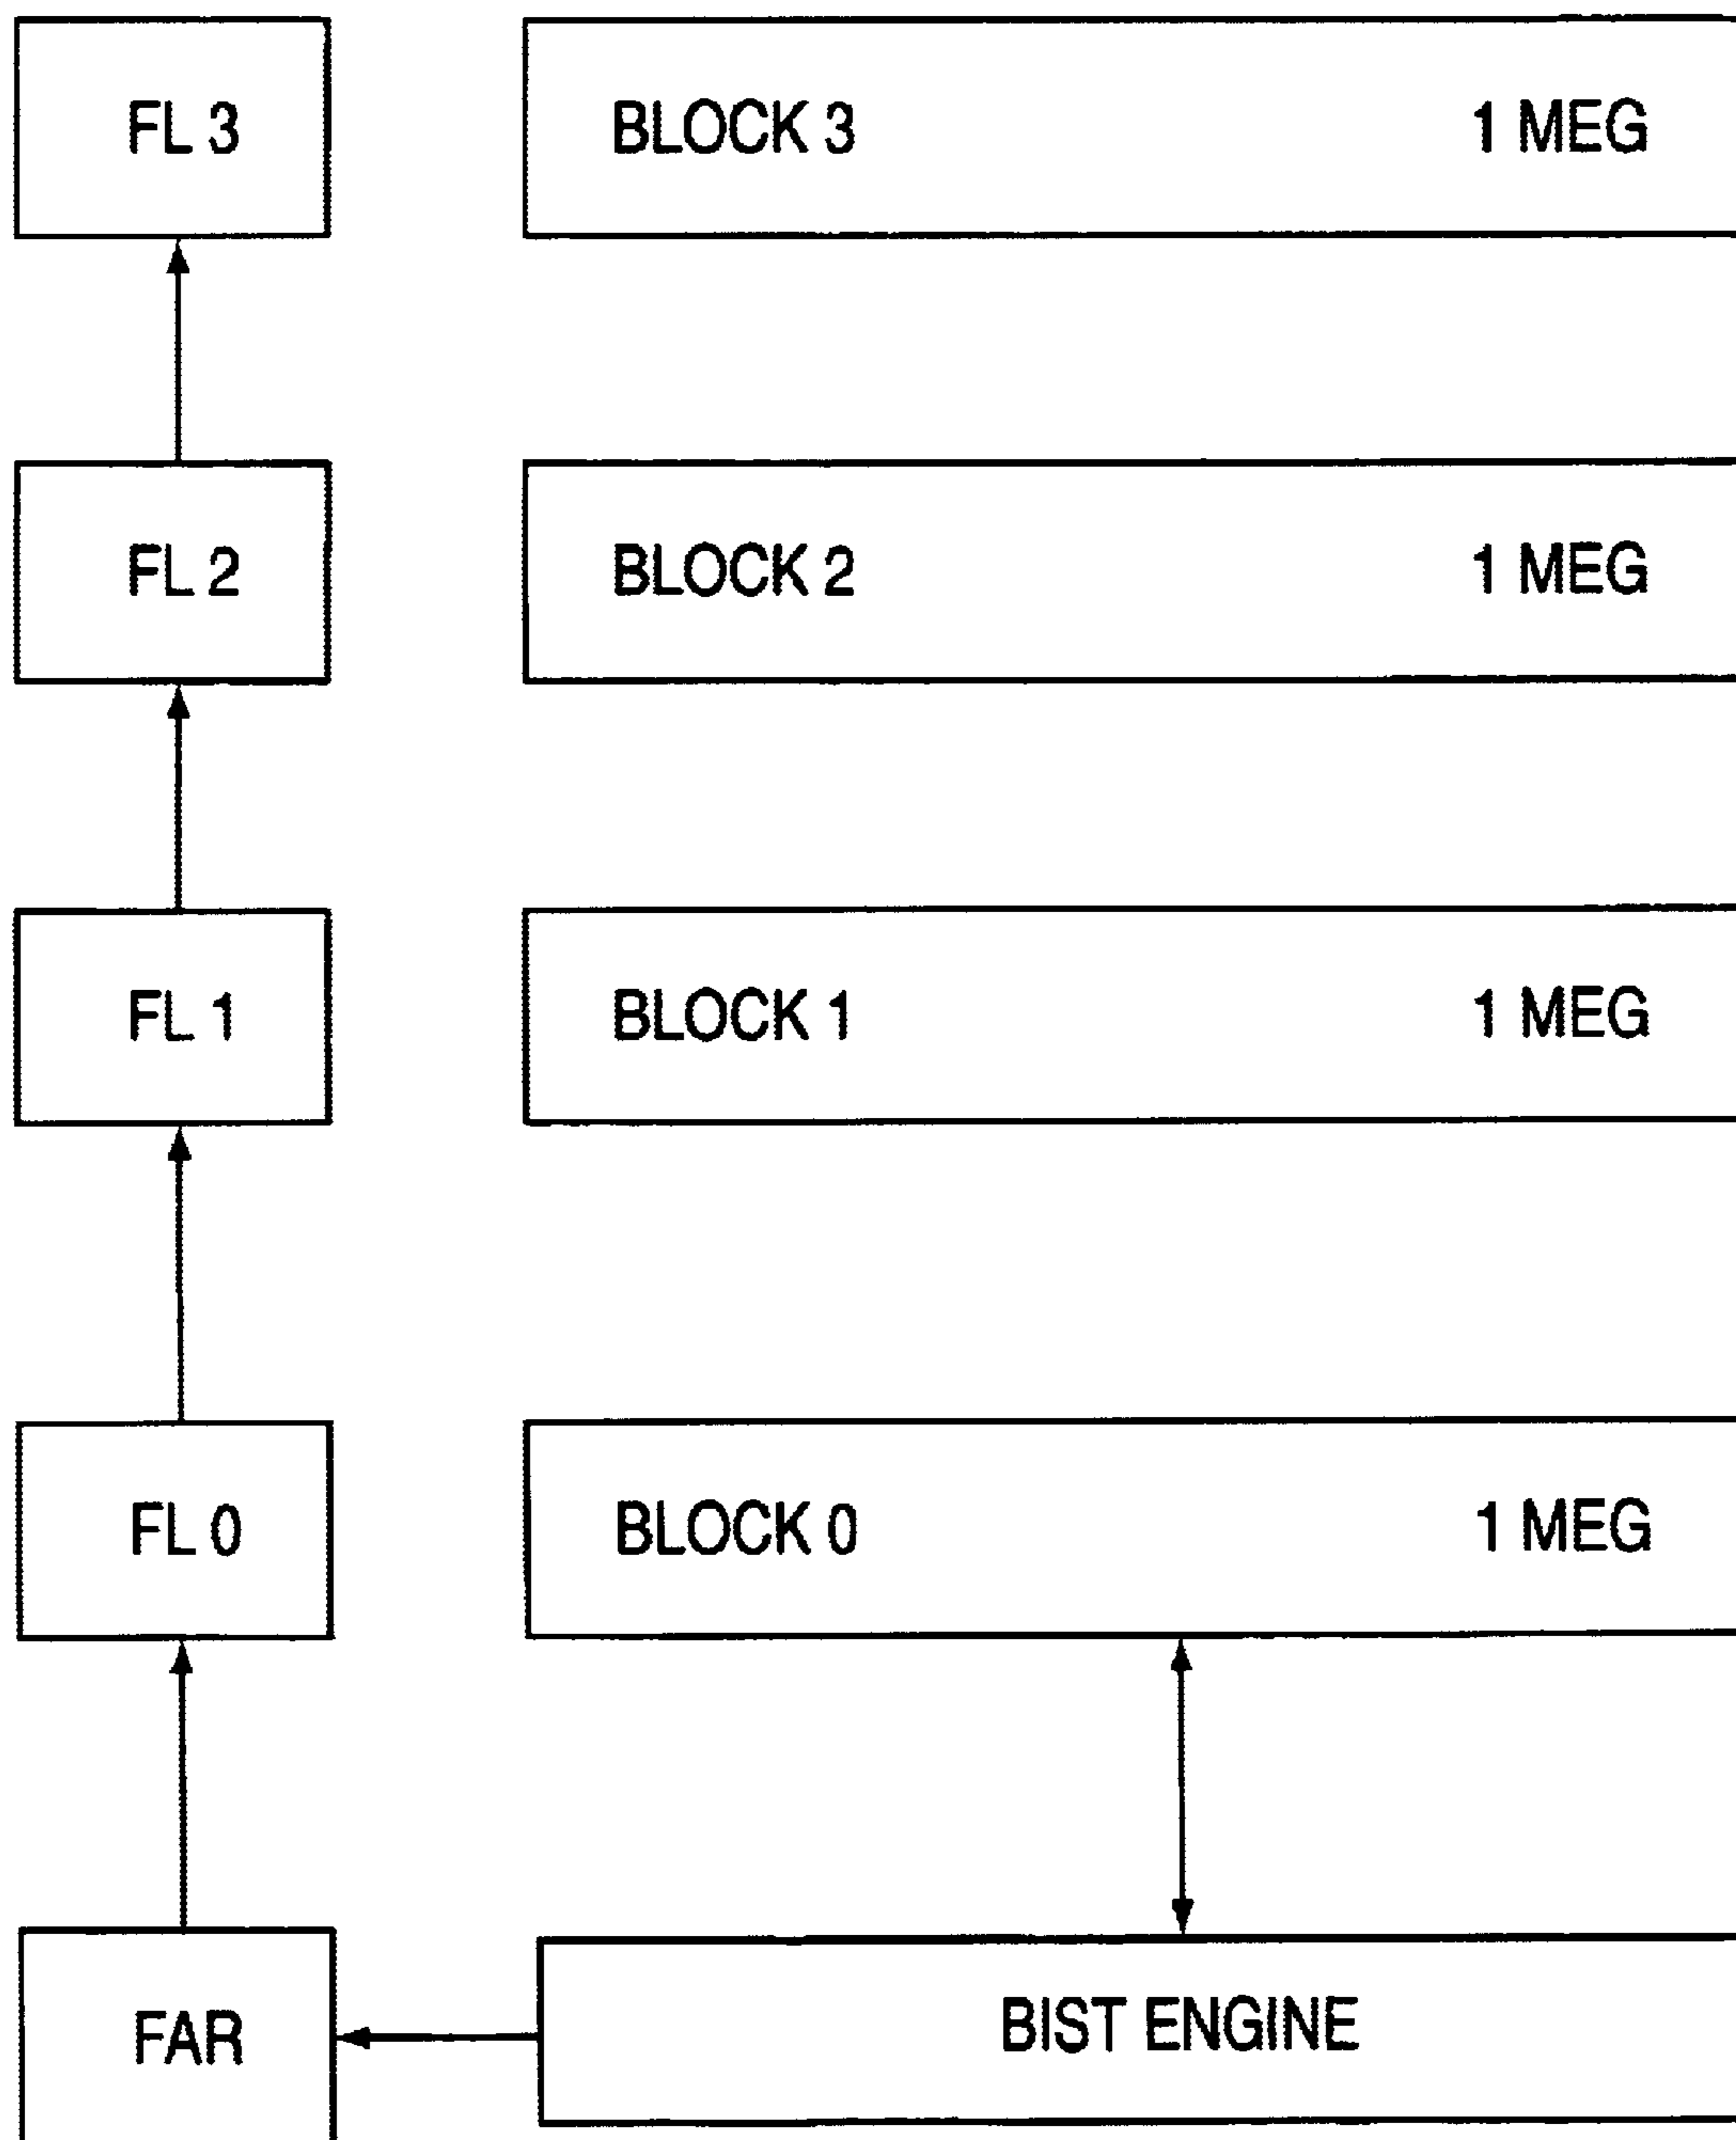 FL 3 BLOCK 3 1 MEG
FL 2 BLOCK 2 1 MEG
FL 1 BLOCK 1 1 MEG
FL 0 BLOCK 0 1 MEG
FAR BIST ENGINE